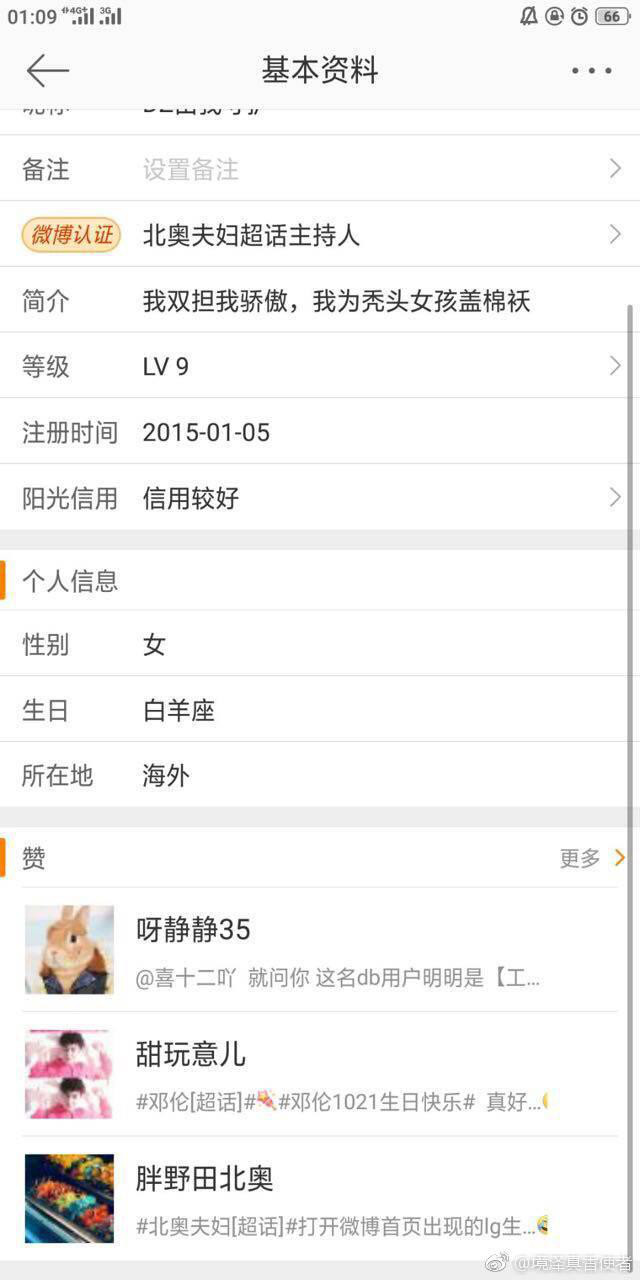 01:09 4G+ 3G 66
基本资料
备注 设置备注
微博认证 北奥夫妇超话主持人
简介 我双担我骄傲，我为秃头女孩盖棉袄
等级 LV 9
注册时间 2015-01-05
阳光信用 信用较好
个人信息
性别 女
生日 白羊座
所在地 海外
赞 更多
呀静静35
@喜十二吖 就问你 这名db用户明明是【工...
甜玩意儿
#邓伦[超话]#🎉#邓伦1021生日快乐# 真好...
胖野田北奥
#北奥夫妇[超话]#打开微博首页出现的lg生...
@境泽真香使者